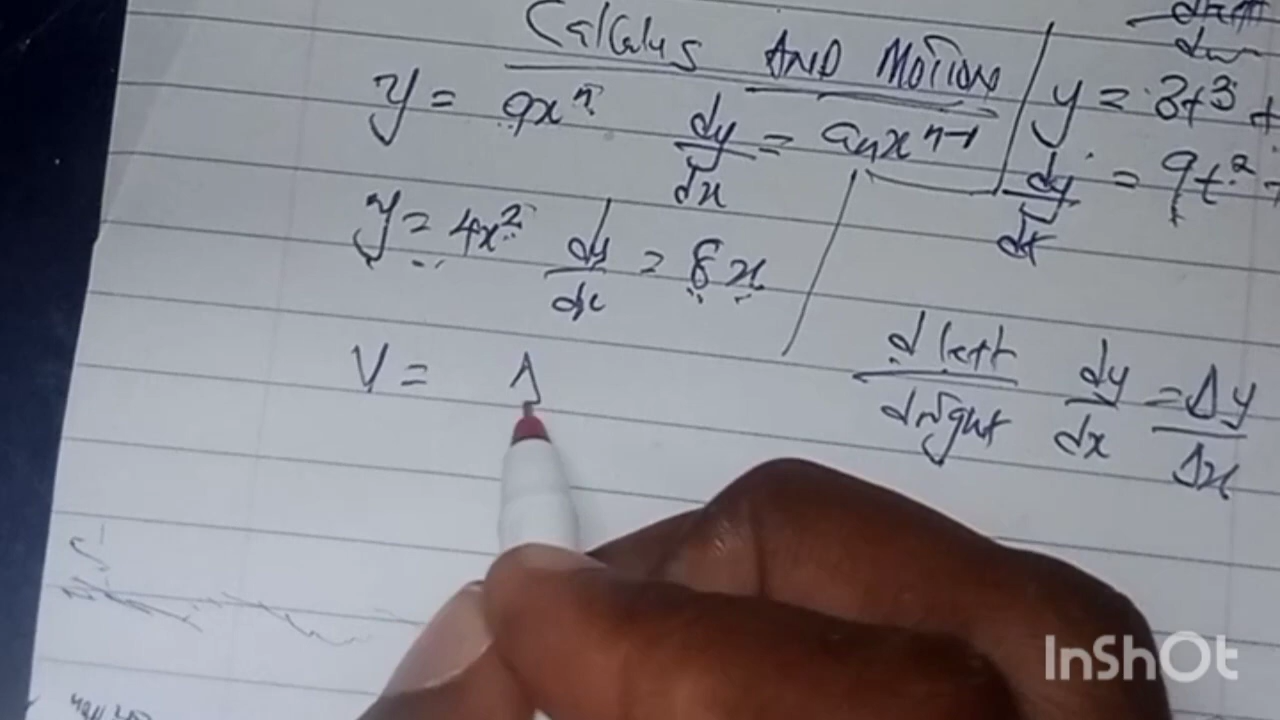 Calculus AND MOTION
y = ax^n dy/dx = anx^n-1
y = 4x^2 dy/dx = 8x
V = Δ
y = 3t^3 +
dy/dt = 9t^2 +
d left/d right dy/dx = Δy/Δx
InShOt